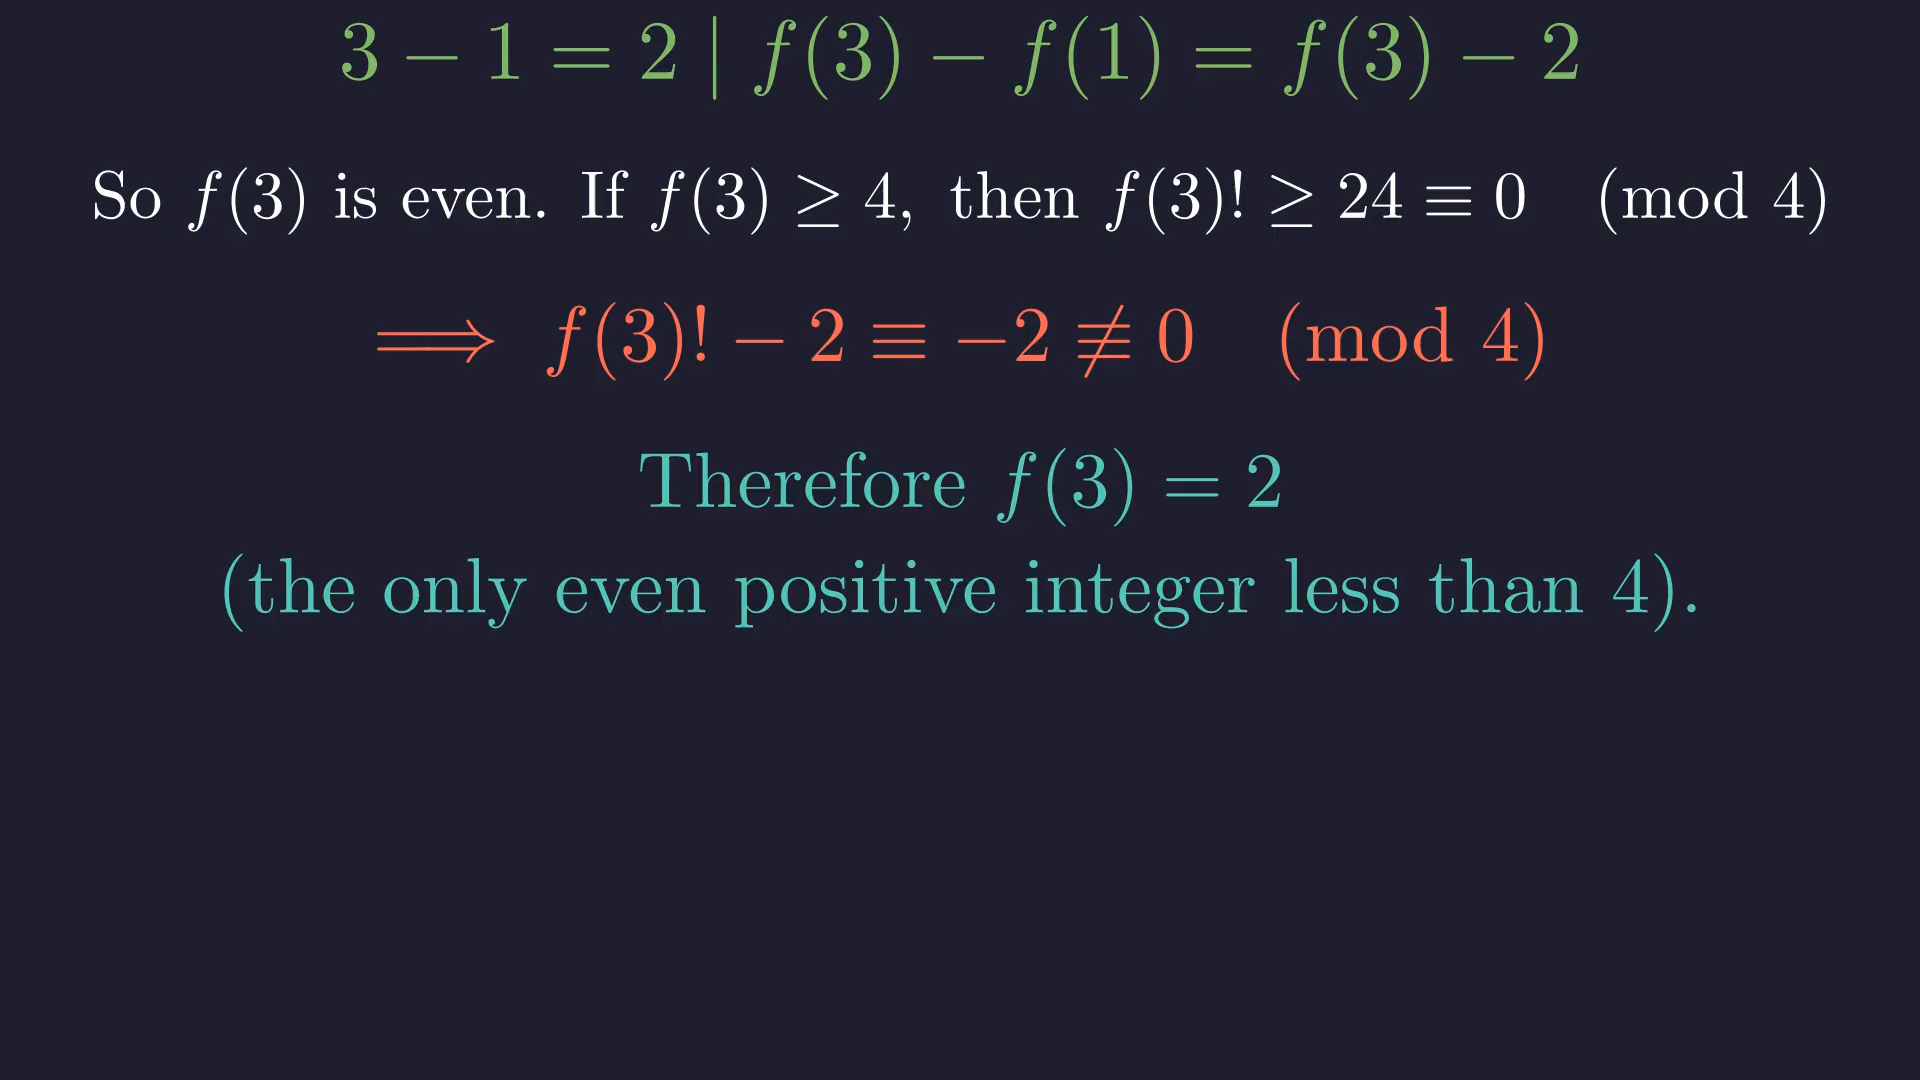 3 − 1 = 2 | f(3) − f(1) = f(3) − 2
So f(3) is even. If f(3) ≥ 4, then f(3)! ≥ 24 ≡ 0 (mod 4)
⟹ f(3)! − 2 ≡ −2 ≢ 0 (mod 4)
Therefore f(3) = 2
(the only even positive integer less than 4).